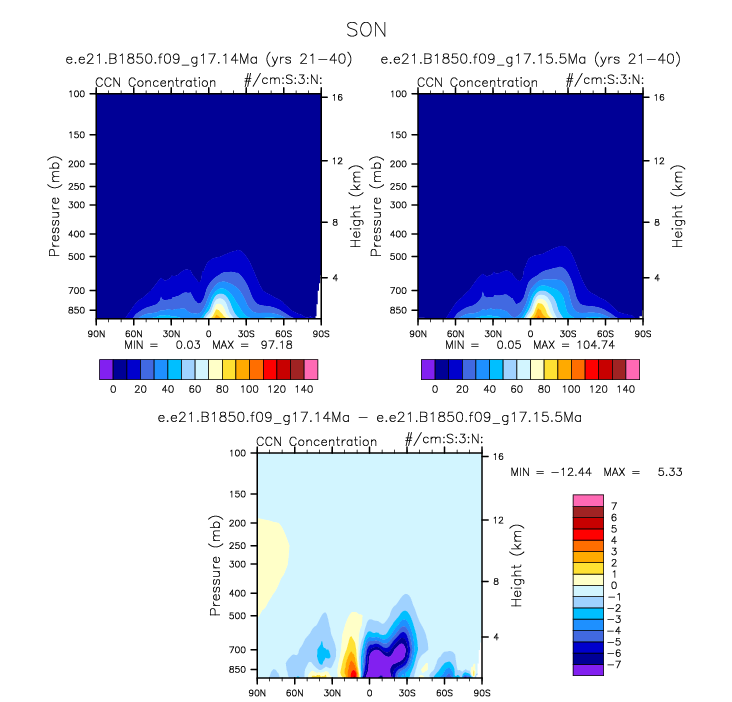 SON
e.e21.B1850.f09_g17.14Ma (yrs 21-40)
CCN Concentration #/cm:S:3:N:
Pressure (mb)
100
150
200
250
300
400
500
700
850
16
12
8
4
Height (km)
90N 60N 30N 0 30S 60S 90S
MIN = 0.03 MAX = 97.18
0 20 40 60 80 100 120 140
e.e21.B1850.f09_g17.15.5Ma (yrs 21-40)
CCN Concentration #/cm:S:3:N:
Pressure (mb)
100
150
200
250
300
400
500
700
850
16
12
8
4
Height (km)
90N 60N 30N 0 30S 60S 90S
MIN = 0.05 MAX = 104.74
0 20 40 60 80 100 120 140
e.e21.B1850.f09_g17.14Ma - e.e21.B1850.f09_g17.15.5Ma
CCN Concentration #/cm:S:3:N:
Pressure (mb)
100
150
200
250
300
400
500
700
850
16
12
8
4
Height (km)
90N 60N 30N 0 30S 60S 90S
MIN = -12.44 MAX = 5.33
7
6
5
4
3
2
1
0
-1
-2
-3
-4
-5
-6
-7